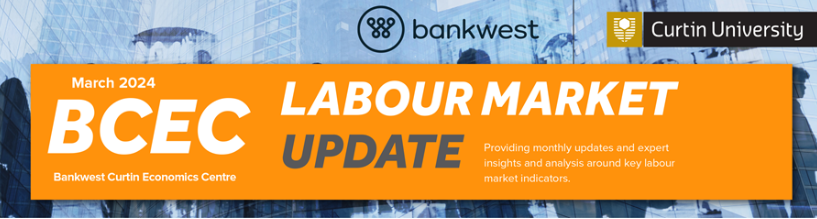 bankwest
Curtin University
March 2024
BCEC
Bankwest Curtin Economics Centre
LABOUR MARKET
UPDATE
Providing monthly updates and expert
insights and analysis around key labour
market indicators.